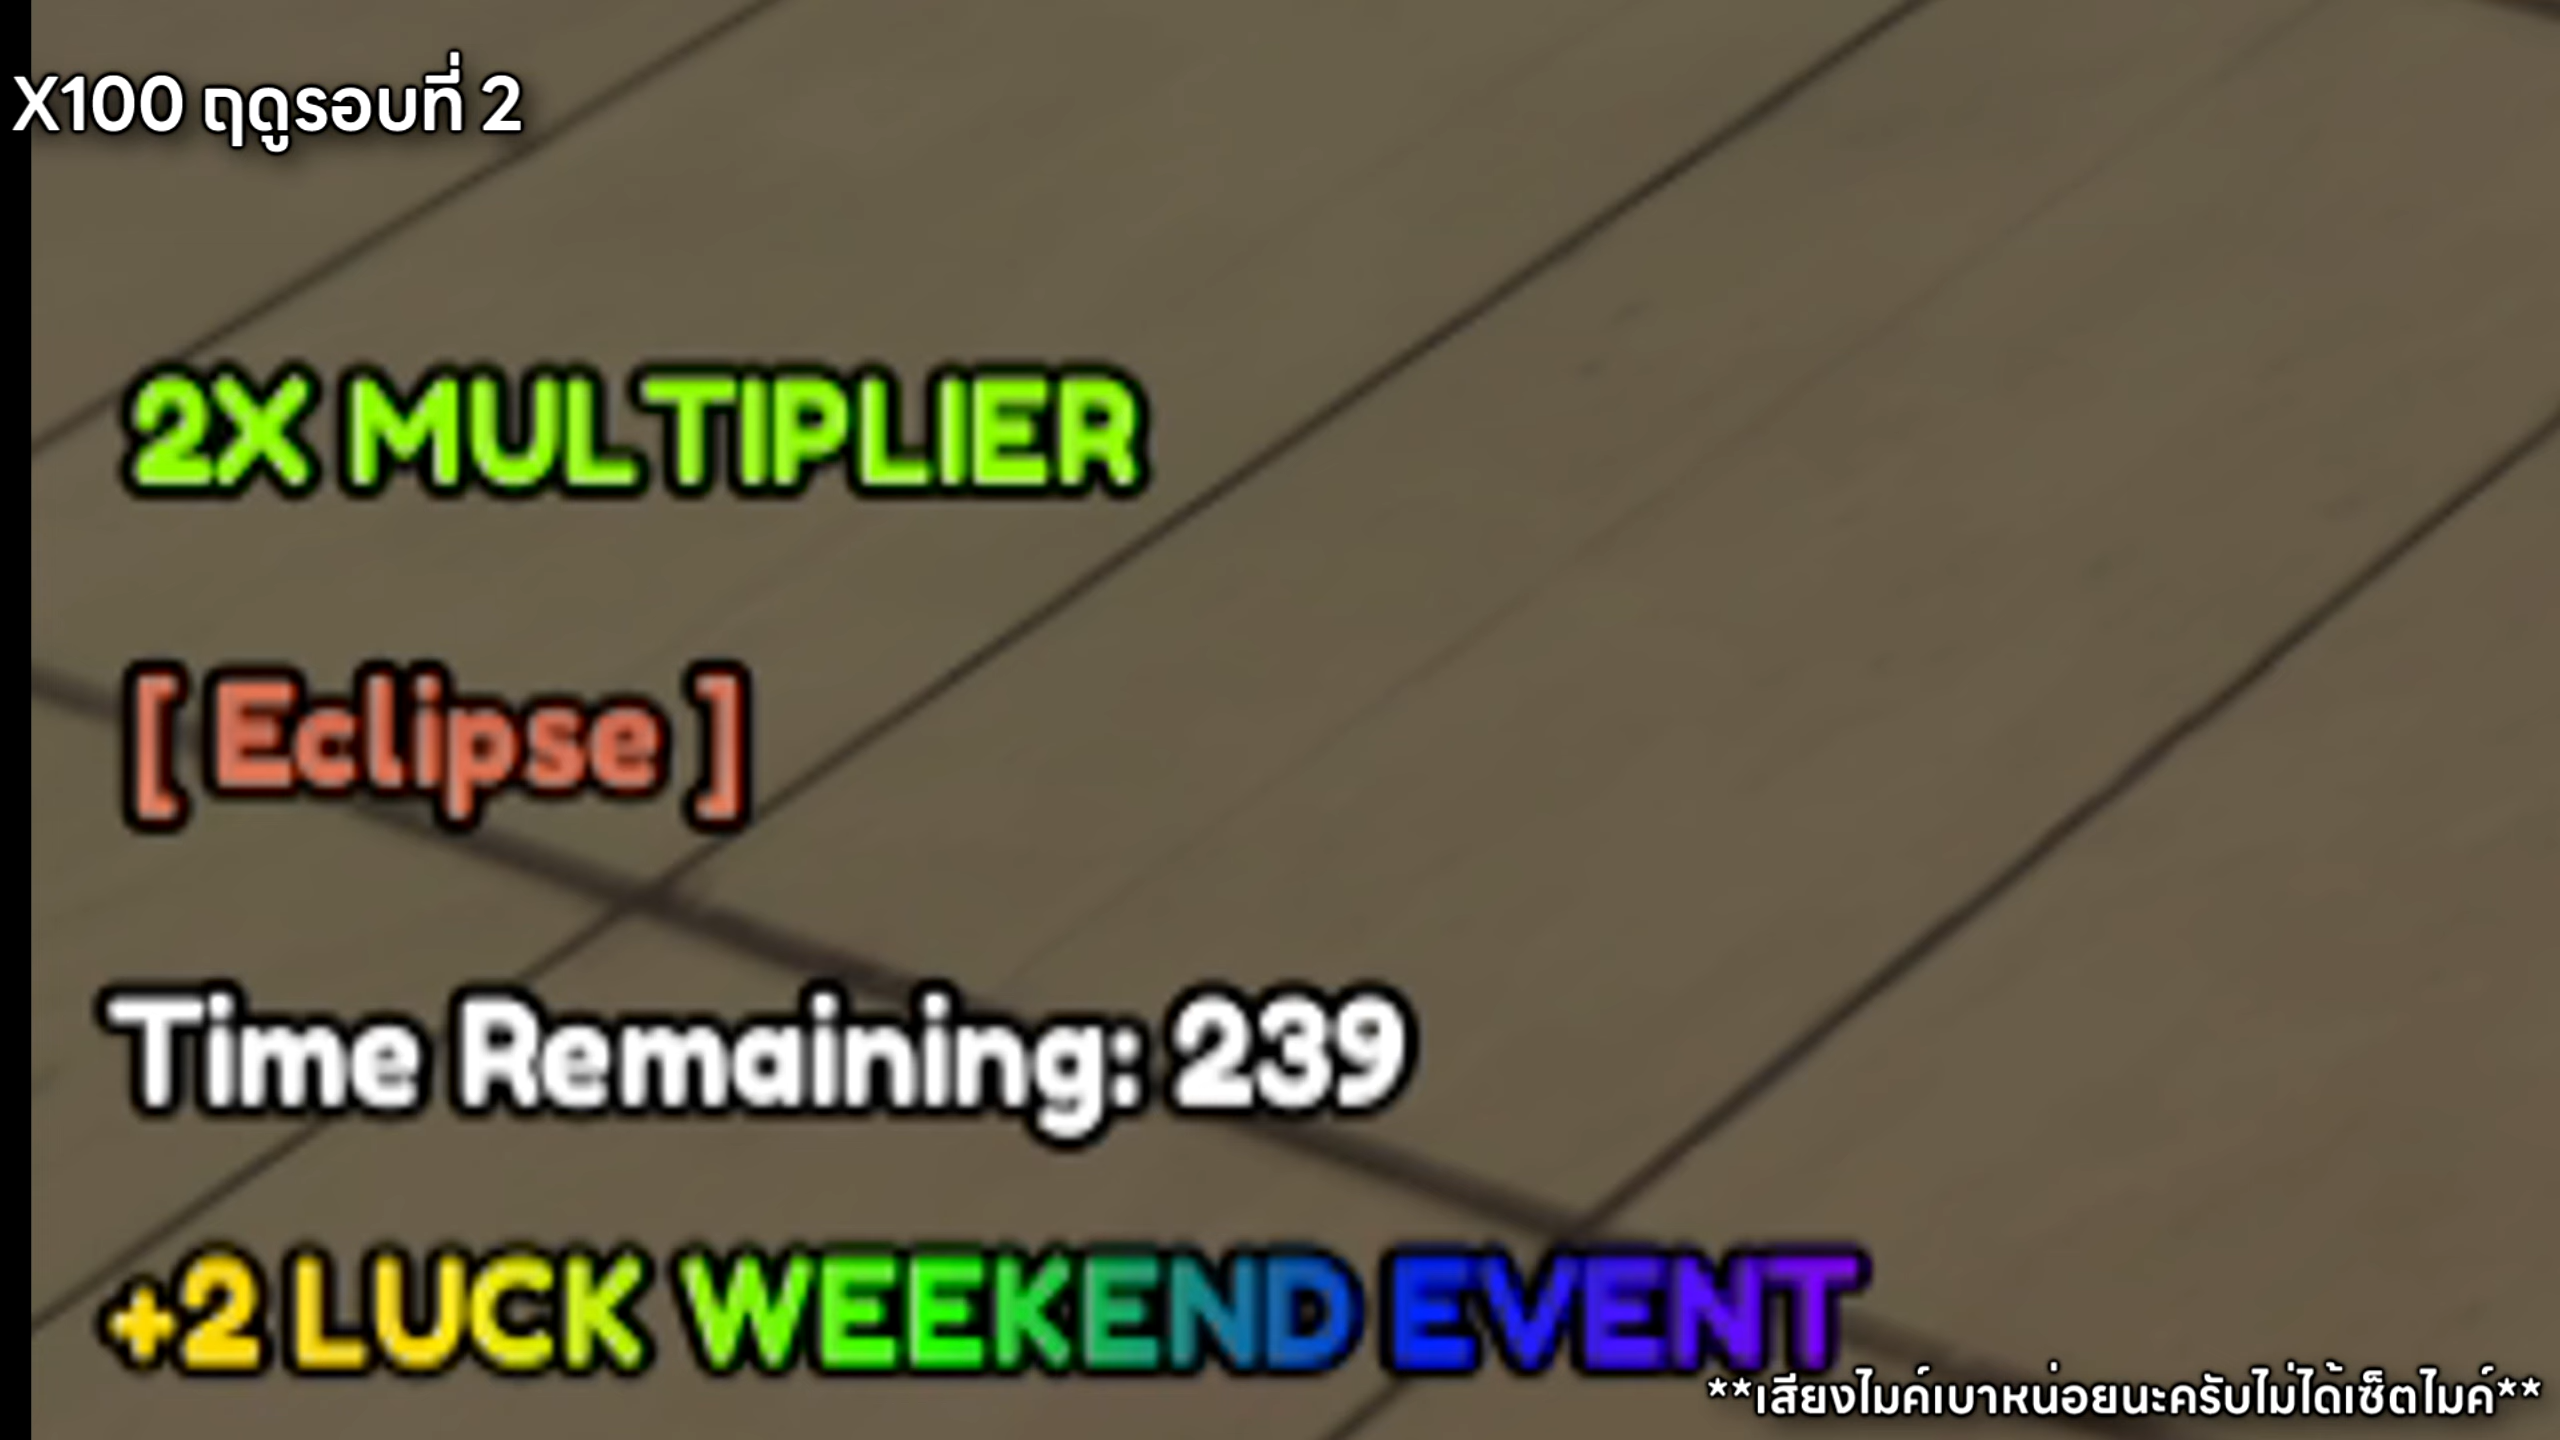 X100 ฤดูรอบที่ 2
2X MULTIPLIER
[ Eclipse ]
Time Remaining: 239
+2 LUCK WEEKEND EVENT
**เสียงไมค์เบาหน่อยนะครับไม่ได้เซ็ตไมค์**